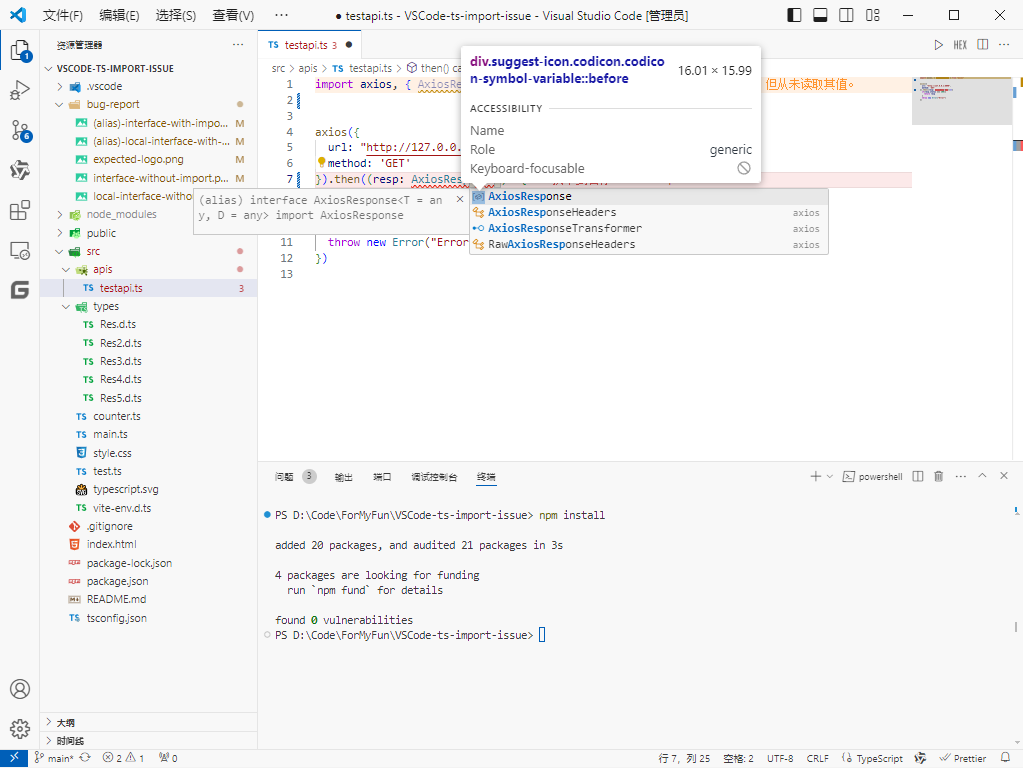 文件(F) 编辑(E) 选择(S) 查看(V) ··· ● testapi.ts - VSCode-ts-import-issue - Visual Studio Code [管理员]
资源管理器 ···
VSCODE-TS-IMPORT-ISSUE
.vscode
bug-report
(alias)-interface-with-impo... M
(alias)-local-interface-with-... M
expected-logo.png M
interface-without-import.p... M
local-interface-witho
node_modules
public
src
apis
TS testapi.ts 3
types
TS Res.d.ts
TS Res2.d.ts
TS Res3.d.ts
TS Res4.d.ts
TS Res5.d.ts
TS counter.ts
TS main.ts
style.css
TS test.ts
typescript.svg
TS vite-env.d.ts
.gitignore
index.html
package-lock.json
package.json
README.md
TS tsconfig.json
大纲
时间线
1
6
TS testapi.ts 3 ●
HEX
src > apis > TS testapi.ts > then() ca
1 import axios, { AxiosRe
但从未读取其值。
2
3
4 axios({
5 url: "http://127.0.0.
6 method: 'GET'
7 }).then((resp: AxiosResp
11 throw new Error("Error
12 })
13
div.suggest-icon.codicon.codico
n-symbol-variable::before
16.01 × 15.99
ACCESSIBILITY
Name
Role generic
Keyboard-focusable
(alias) interface AxiosResponse<T = an
y, D = any> import AxiosResponse
AxiosResponse
AxiosResponseHeaders axios
AxiosResponseTransformer axios
RawAxiosResponseHeaders axios
问题 3 输出 端口 调试控制台 终端
powershell
PS D:\Code\ForMyFun\VSCode-ts-import-issue> npm install
added 20 packages, and audited 21 packages in 3s
4 packages are looking for funding
run `npm fund` for details
found 0 vulnerabilities
PS D:\Code\ForMyFun\VSCode-ts-import-issue>
main* 2 1 0 行 7，列 25 空格: 2 UTF-8 CRLF TypeScript Prettier